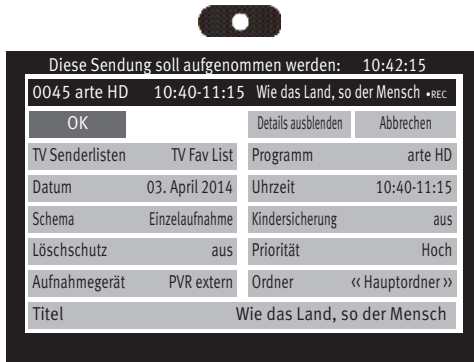 Diese Sendung soll aufgenommen werden: 10:42:15
0045 arte HD 10:40-11:15 Wie das Land, so der Mensch •REC
OK Details ausblenden Abbrechen
TV Senderlisten TV Fav List Programm arte HD
Datum 03. April 2014 Uhrzeit 10:40-11:15
Schema Einzelaufnahme Kindersicherung aus
Löschschutz aus Priorität Hoch
Aufnahmegerät PVR extern Ordner ‹‹ Hauptordner ››
Titel Wie das Land, so der Mensch